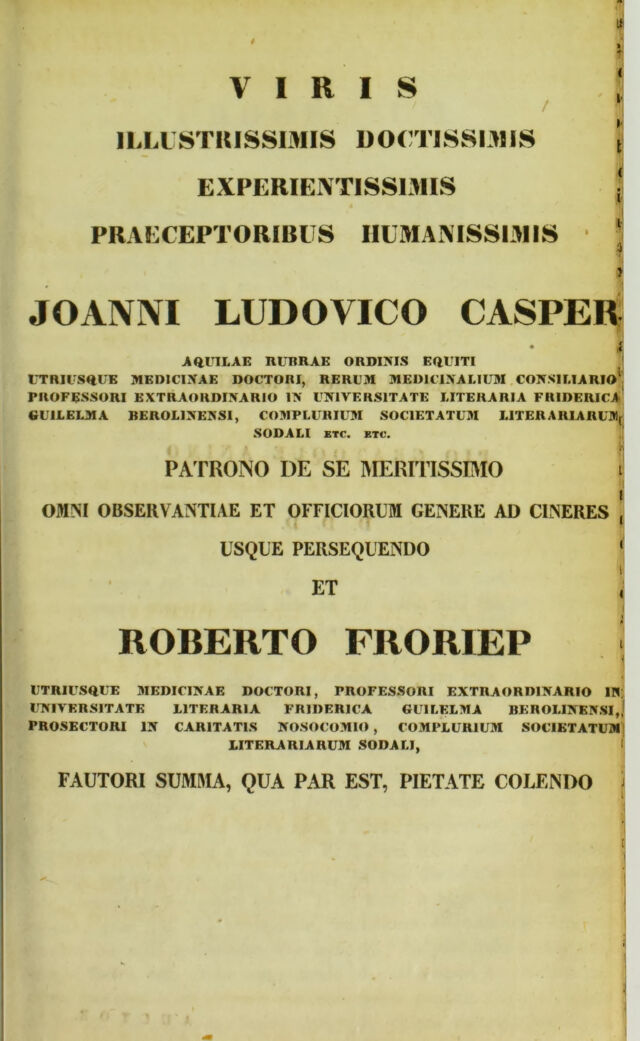 VIRIS
ILLUSTRISSIMIS DOCTISSIMIS
EXPERIENTISSIMIS
PRAECEPTORIBUS HUMANISSIMIS
JOANNI LUDOVICO CASPER
AQUILAE RUBRAE ORDINIS EQUITI
UTRIUSQUE MEDICINAE DOCTORI, RERUM MEDICINALIUM CONSILIARIO
PROFESSORI EXTRAORDINARIO IN UNIVERSITATE LITERARIA FRIDERICA
GUILELMA BEROLINENSI, COMPLURIUM SOCIETATUM LITERARIARUM
SODALI ETC. ETC.
PATRONO DE SE MERITISSIMO
OMNI OBSERVANTIAE ET OFFICIORUM GENERE AD CINERES
USQUE PERSEQUENDO
ET
ROBERTO FRORIEP
UTRIUSQUE MEDICINAE DOCTORI, PROFESSORI EXTRAORDINARIO IN
UNIVERSITATE LITERARIA FRIDERICA GUILELMA BEROLINENSI,
PROSECTORI IN CARITATIS NOSOCOMIO, COMPLURIUM SOCIETATUM
LITERARIARUM SODALI,
FAUTORI SUMMA, QUA PAR EST, PIETATE COLENDO